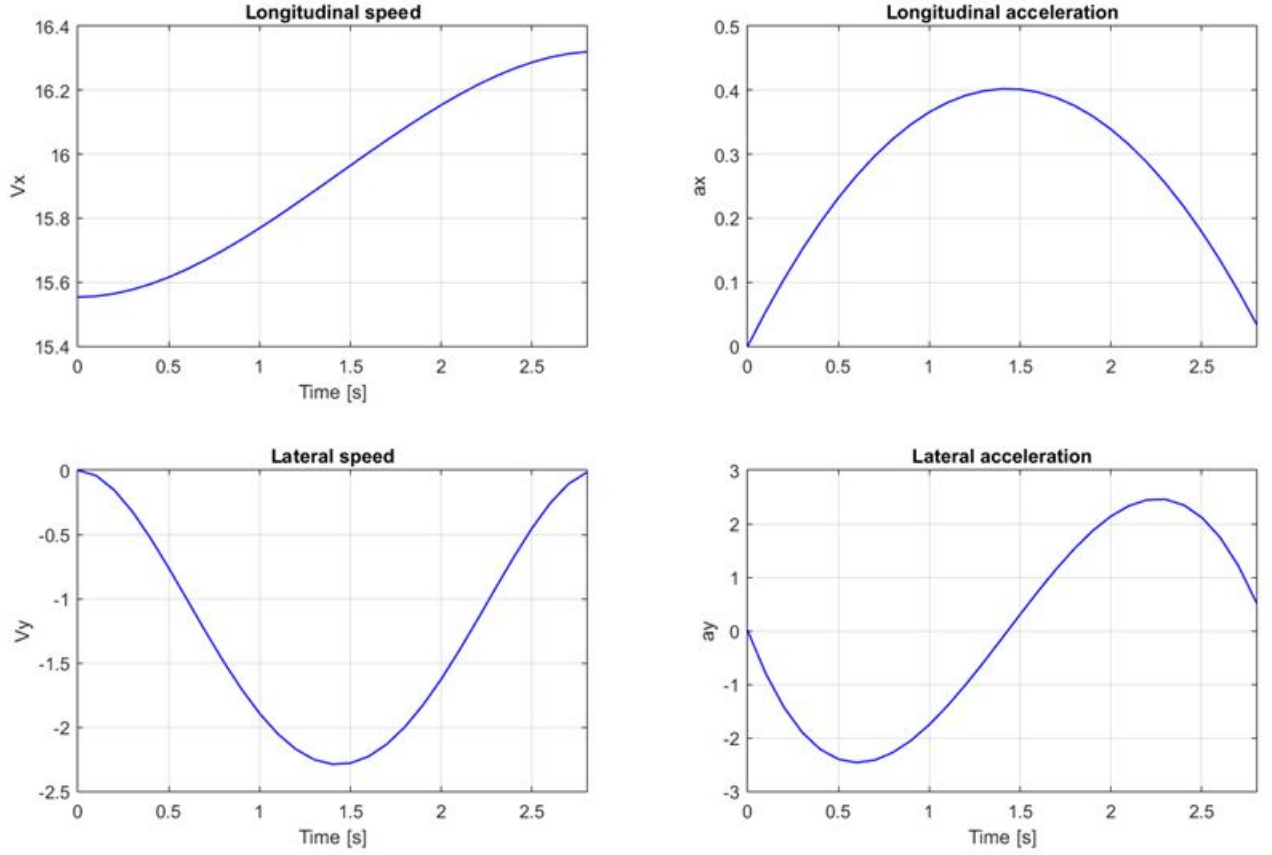 Longitudinal speed
16.4
16.2
16
15.8
15.6
15.4
Vx
0 0.5 1 1.5 2 2.5
Time [s]
Longitudinal acceleration
0.5
0.4
0.3
0.2
0.1
0
ax
0 0.5 1 1.5 2 2.5
Lateral speed
0
-0.5
-1
-1.5
-2
-2.5
Vy
0 0.5 1 1.5 2 2.5
Time [s]
Lateral acceleration
3
2
1
0
-1
-2
-3
ay
0 0.5 1 1.5 2 2.5
Time [s]